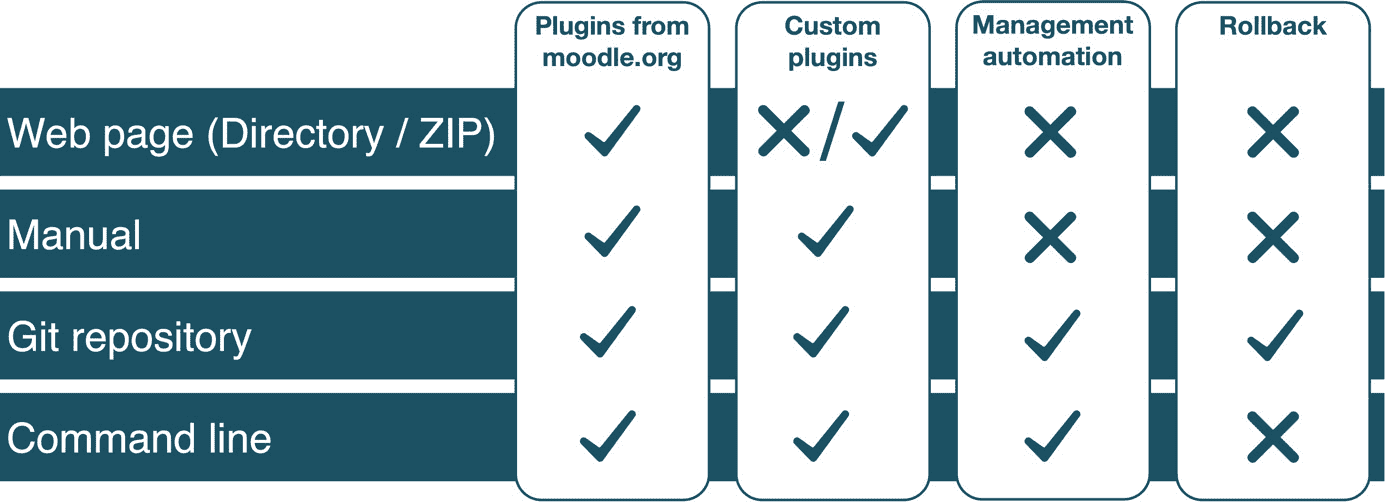 Plugins from
moodle.org
Custom
plugins
Management
automation
Rollback
Web page (Directory / ZIP)
✓
✕/✓
✕
✕
Manual
✓
✓
✕
✕
Git repository
✓
✓
✓
✓
Command line
✓
✓
✓
✕